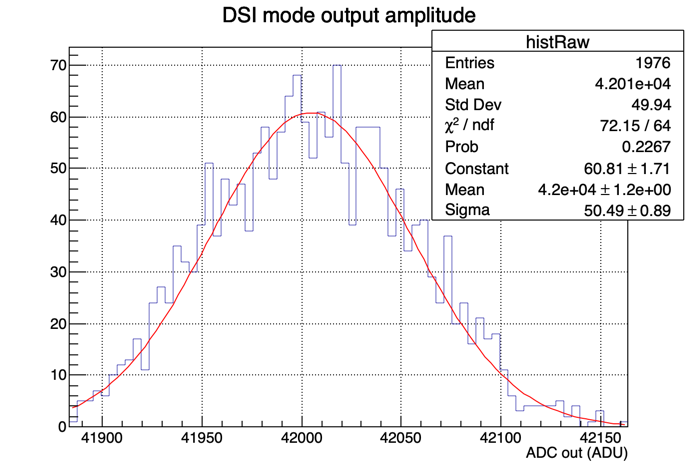 DSI mode output amplitude
histRaw
Entries 1976
Mean 4.201e+04
Std Dev 49.94
χ² / ndf 72.15 / 64
Prob 0.2267
Constant 60.81 ± 1.71
Mean 4.2e+04 ± 1.2e+00
Sigma 50.49 ± 0.89
70
60
50
40
30
20
10
0
41900 41950 42000 42050 42100 42150
ADC out (ADU)